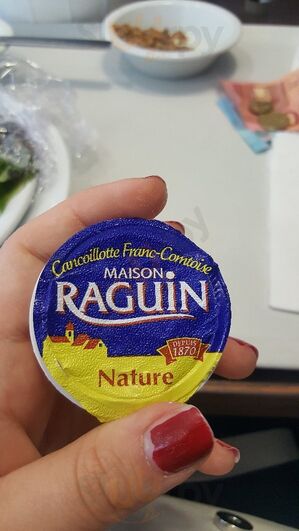 Cancoillotte Franc-Comtoise
MAISON
RAGUIN
DEPUIS
1870
Nature